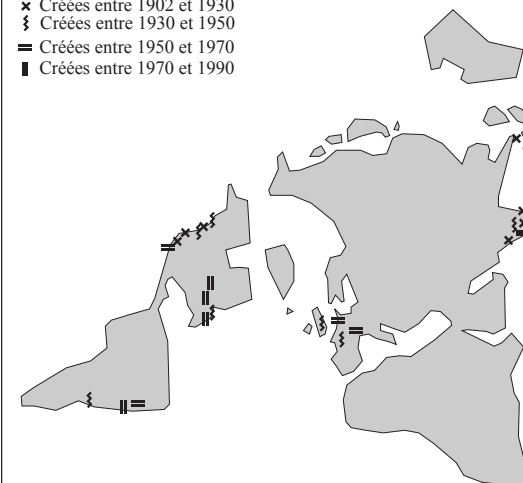 Créées entre 1902 et 1930
Créées entre 1930 et 1950
Créées entre 1950 et 1970
Créées entre 1970 et 1990